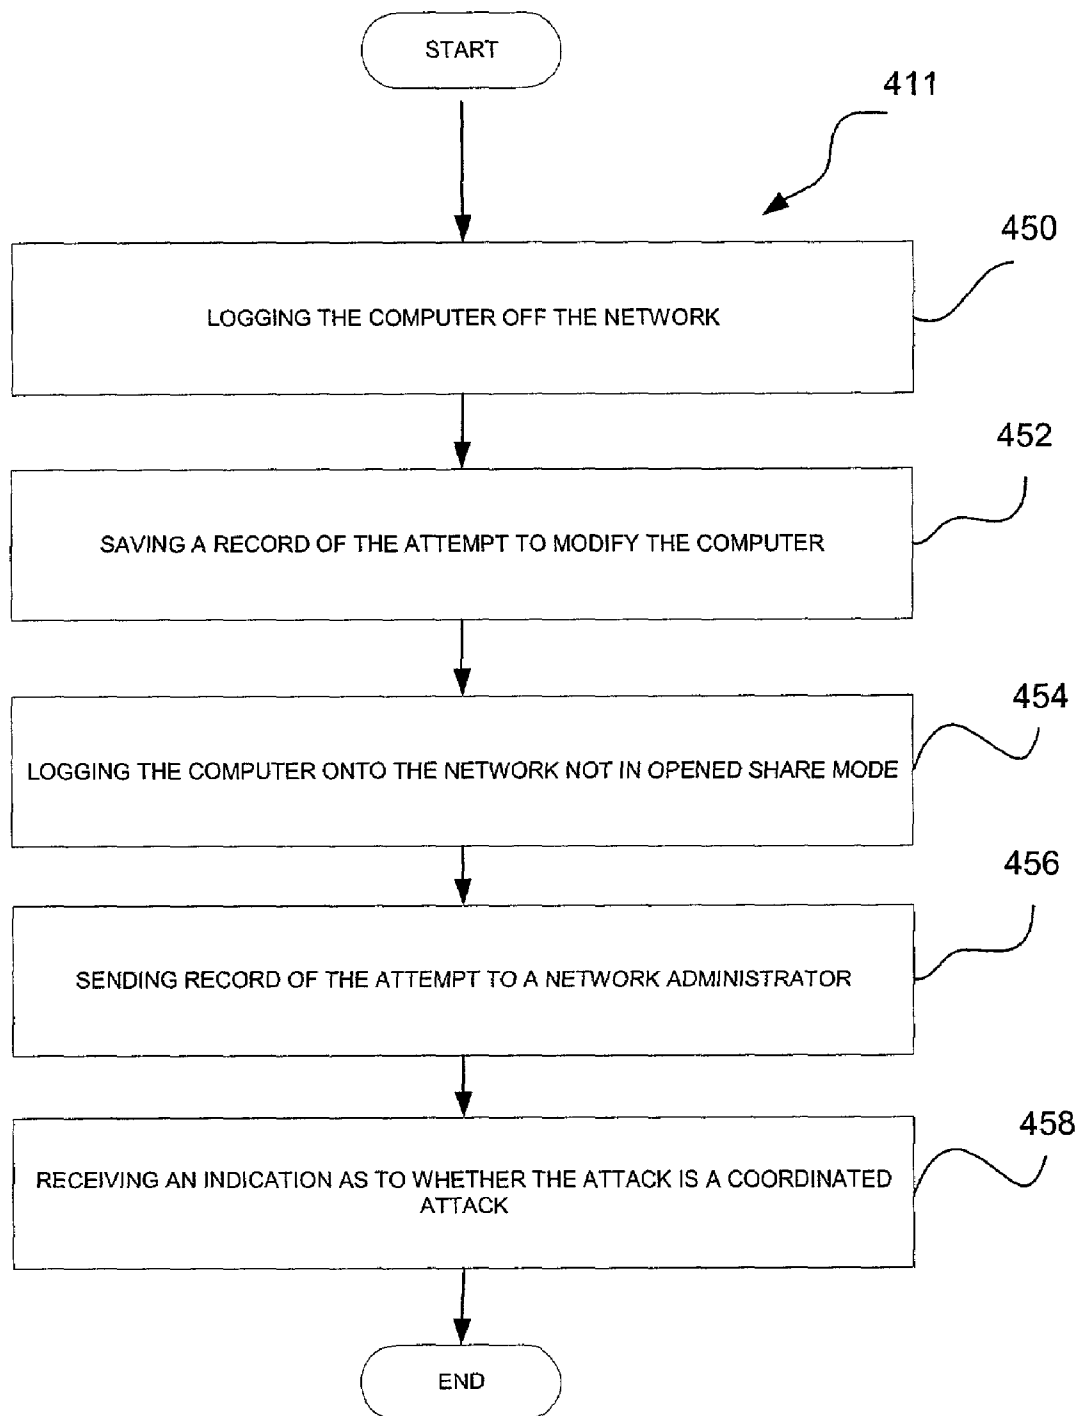 START
411
450
LOGGING THE COMPUTER OFF THE NETWORK
452
SAVING A RECORD OF THE ATTEMPT TO MODIFY THE COMPUTER
454
LOGGING THE COMPUTER ONTO THE NETWORK NOT IN OPENED SHARE MODE
456
SENDING RECORD OF THE ATTEMPT TO A NETWORK ADMINISTRATOR
458
RECEIVING AN INDICATION AS TO WHETHER THE ATTACK IS A COORDINATED
ATTACK
END